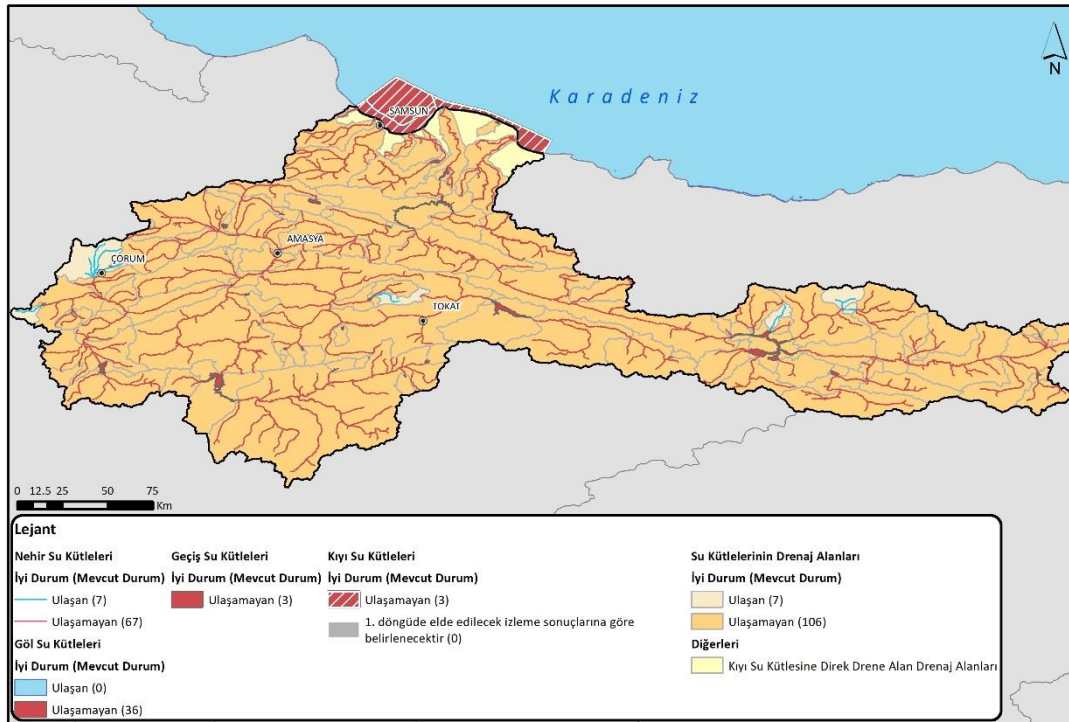 N
Karadeniz
SAMSUN
AMASYA
ÇORUM
TOKAT
0 12.5 25 50 75
Km
Lejant
Nehir Su Kütleleri
İyi Durum (Mevcut Durum)
Ulaşan (7)
Ulaşamayan (67)
Göl Su Kütleleri
İyi Durum (Mevcut Durum)
Ulaşan (0)
Ulaşamayan (36)
Geçiş Su Kütleleri
İyi Durum (Mevcut Durum)
Ulaşamayan (3)
Kıyı Su Kütleleri
İyi Durum (Mevcut Durum)
Ulaşamayan (3)
1. döngüde elde edilecek izleme sonuçlarına göre
belirlenecektir (0)
Su Kütlelerinin Drenaj Alanları
İyi Durum (Mevcut Durum)
Ulaşan (7)
Ulaşamayan (106)
Diğerleri
Kıyı Su Kütlesine Direk Drene Alan Drenaj Alanları